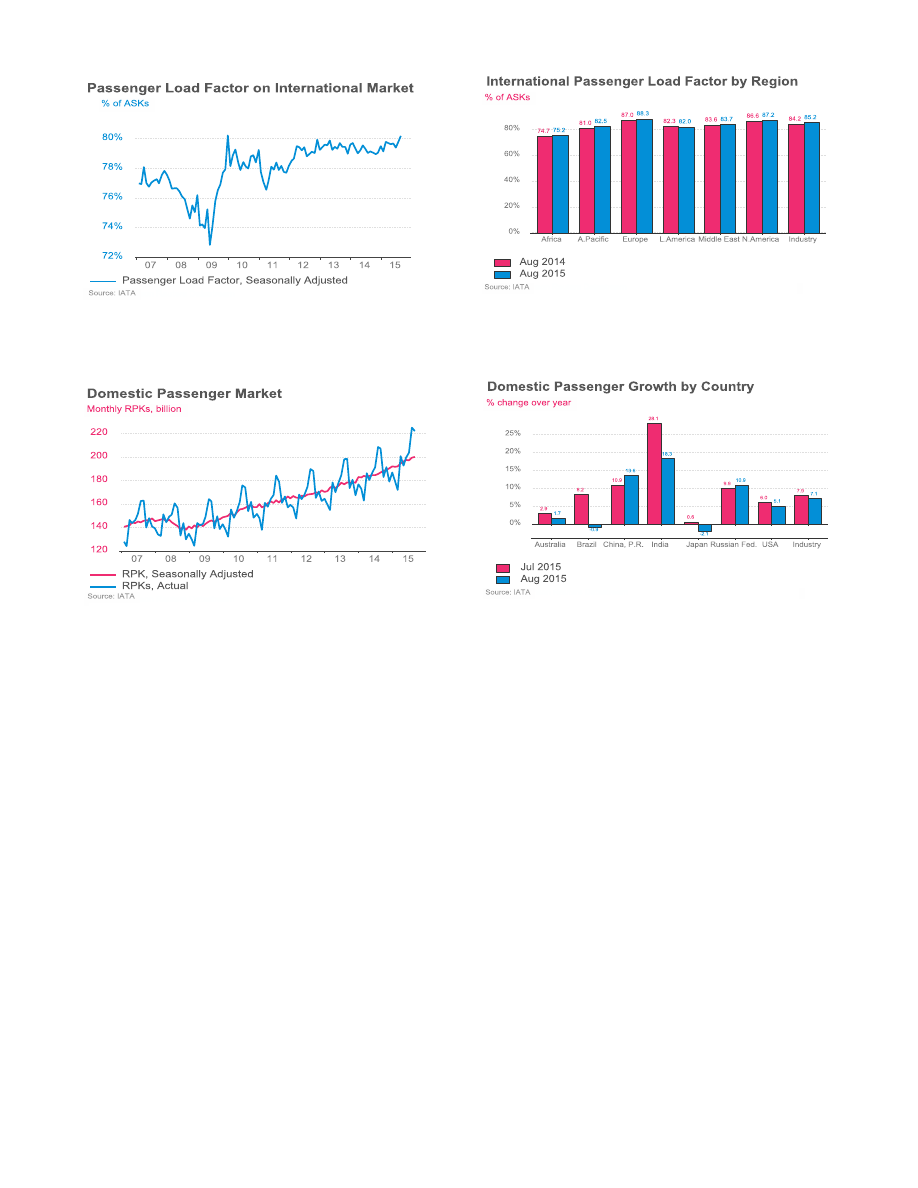 Passenger Load Factor on International Market
% of ASKs
80%
78%
76%
74%
72%
07 08 09 10 11 12 13 14 15
Passenger Load Factor, Seasonally Adjusted
Source: IATA
International Passenger Load Factor by Region
% of ASKs
74.7 75.2 81.0 82.5 87.0 88.3 82.3 82.0 83.6 83.7 86.6 87.2 84.2 85.2
80%
60%
40%
20%
0%
Africa A.Pacific Europe L.America Middle East N.America Industry
Aug 2014
Aug 2015
Source: IATA
Domestic Passenger Market
Monthly RPKs, billion
220
200
180
160
140
120
07 08 09 10 11 12 13 14 15
RPK, Seasonally Adjusted
RPKs, Actual
Source: IATA
Domestic Passenger Growth by Country
% change over year
25%
20%
15%
10%
5%
0%
2.9 1.7 8.2 10.9 13.6 28.1 18.3 0.6 -2.1 10.9 6.0 5.1 7.1
Australia Brazil China, P.R. India Japan Russian Fed. USA Industry
Jul 2015
Aug 2015
Source: IATA